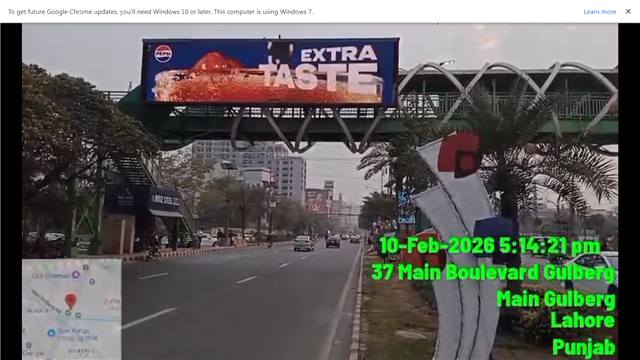 To get future Google Chrome updates, you'll need Windows 10 or later. This computer is using Windows 7.
Learn more
PEPSI
EXTRA
TASTE
10-Feb-2026 5:14:21 pm
37 Main Boulevard Gulberg
Main Gulberg
Lahore
Punjab